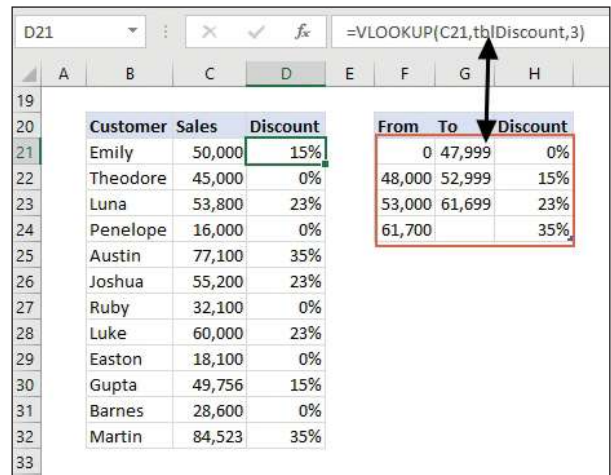 D21 fx =VLOOKUP(C21,tblDiscount,3)
A B C D E F G H
19
20 Customer Sales Discount From To Discount
21 Emily 50,000 15% 0 47,999 0%
22 Theodore 45,000 0% 48,000 52,999 15%
23 Luna 53,800 23% 53,000 61,699 23%
24 Penelope 16,000 0% 61,700 35%
25 Austin 77,100 35%
26 Joshua 55,200 23%
27 Ruby 32,100 0%
28 Luke 60,000 23%
29 Easton 18,100 0%
30 Gupta 49,756 15%
31 Barnes 28,600 0%
32 Martin 84,523 35%
33